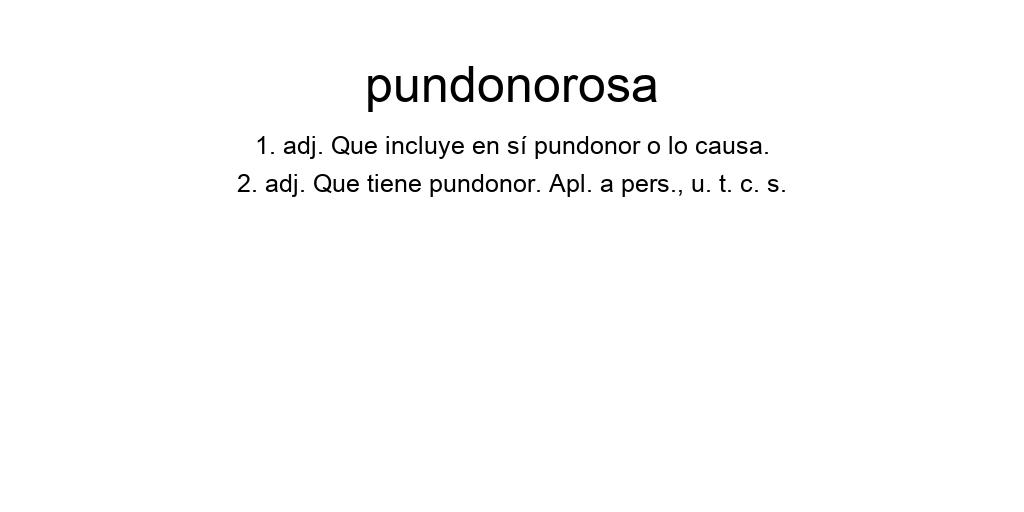 pundonorosa
1. adj. Que incluye en sí pundonor o lo causa.
2. adj. Que tiene pundonor. Apl. a pers., u. t. c. s.